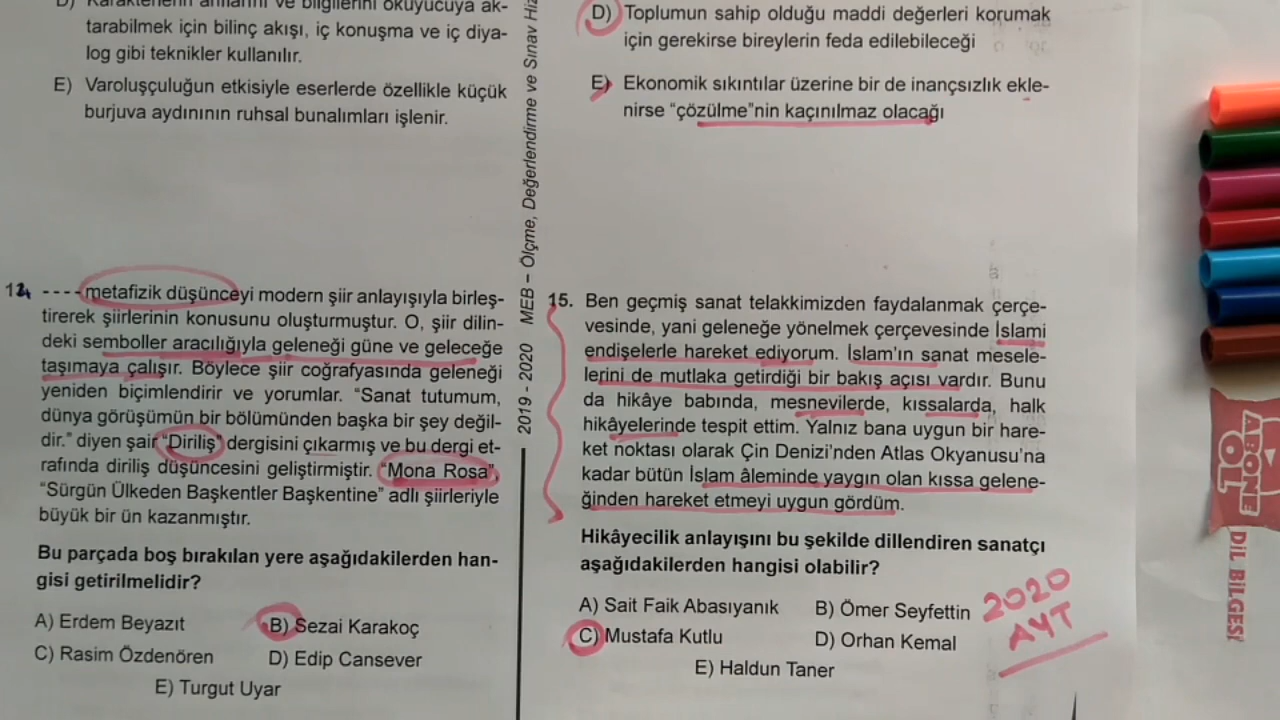 D) Karakterlerin anılarını ve bilgilerini okuyucuya ak-
tarabilmek için bilinç akışı, iç konuşma ve iç diya-
log gibi teknikler kullanılır.
E) Varoluşçuluğun etkisiyle eserlerde özellikle küçük
burjuva aydınının ruhsal bunalımları işlenir.
14 ---- metafizik düşünceyi modern şiir anlayışıyla birleş-
tirerek şiirlerinin konusunu oluşturmuştur. O, şiir dilin-
deki semboller aracılığıyla geleneği güne ve geleceğe
taşımaya çalışır. Böylece şiir coğrafyasında geleneği
yeniden biçimlendirir ve yorumlar. “Sanat tutumum,
dünya görüşümün bir bölümünden başka bir şey değil-
dir.” diyen şair “Diriliş” dergisini çıkarmış ve bu dergi et-
rafında diriliş düşüncesini geliştirmiştir. “Mona Rosa”,
“Sürgün Ülkeden Başkentler Başkentine” adlı şiirleriyle
büyük bir ün kazanmıştır.
Bu parçada boş bırakılan yere aşağıdakilerden han-
gisi getirilmelidir?
A) Erdem Beyazıt
B) Sezai Karakoç
C) Rasim Özdenören
D) Edip Cansever
E) Turgut Uyar
2019 - 2020 MEB – Ölçme, Değerlendirme ve Sınav Hiz
D) Toplumun sahip olduğu maddi değerleri korumak
için gerekirse bireylerin feda edilebileceği
E) Ekonomik sıkıntılar üzerine bir de inançsızlık ekle-
nirse “çözülme”nin kaçınılmaz olacağı
15. Ben geçmiş sanat telakkimizden faydalanmak çerçe-
vesinde, yani geleneğe yönelmek çerçevesinde İslami
endişelerle hareket ediyorum. İslam’ın sanat mesele-
lerini de mutlaka getirdiği bir bakış açısı vardır. Bunu
da hikâye babında, mesnevilerde, kıssalarda, halk
hikâyelerinde tespit ettim. Yalnız bana uygun bir hare-
ket noktası olarak Çin Denizi’nden Atlas Okyanusu’na
kadar bütün İslam âleminde yaygın olan kıssa gelene-
ğinden hareket etmeyi uygun gördüm.
Hikâyecilik anlayışını bu şekilde dillendiren sanatçı
aşağıdakilerden hangisi olabilir?
A) Sait Faik Abasıyanık
B) Ömer Seyfettin
C) Mustafa Kutlu
D) Orhan Kemal
E) Haldun Taner
2020
AYT
ABONE
OL
DİL BİLGESİ